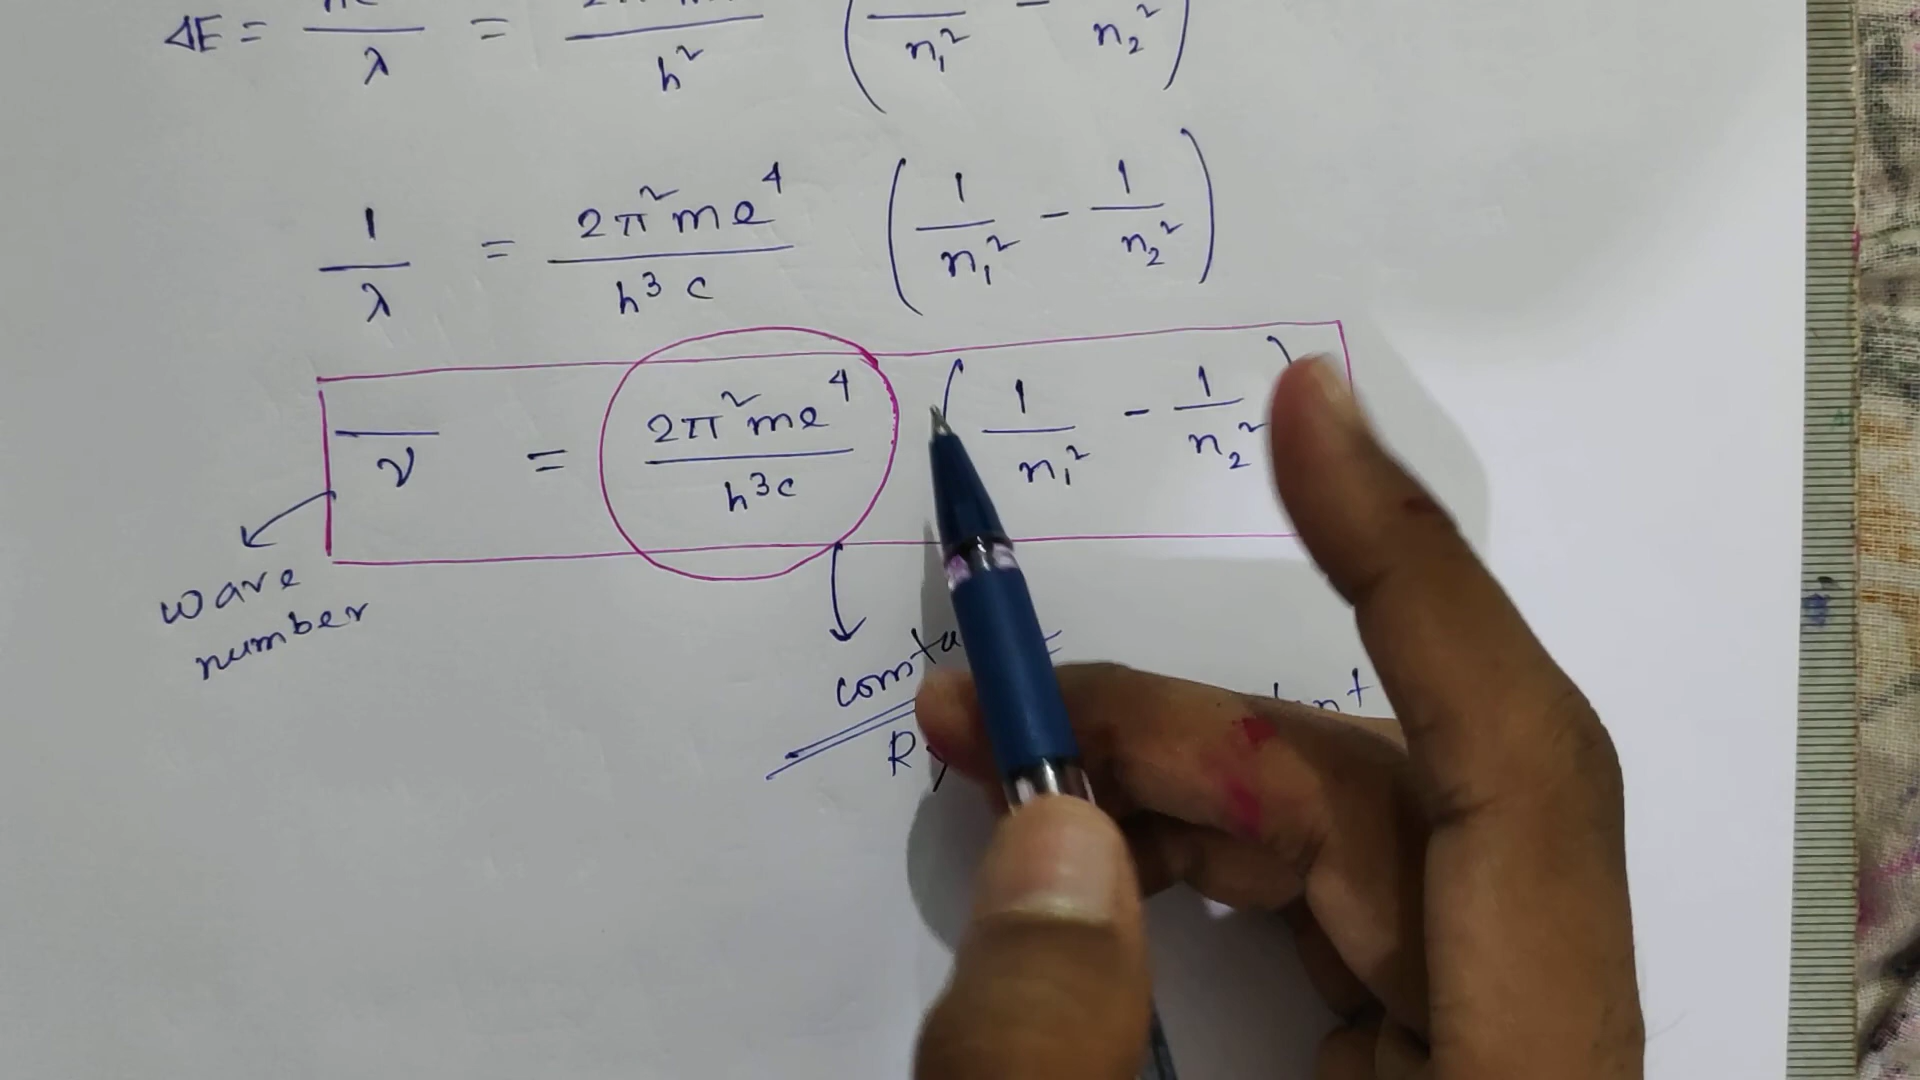 ΔE = hc/λ = 2π²me⁴/h² (1/n₁² - 1/n₂²)
1/λ = 2π²me⁴/h³c (1/n₁² - 1/n₂²)
ν̅ = 2π²me⁴/h³c (1/n₁² - 1/n₂²)
wave
number